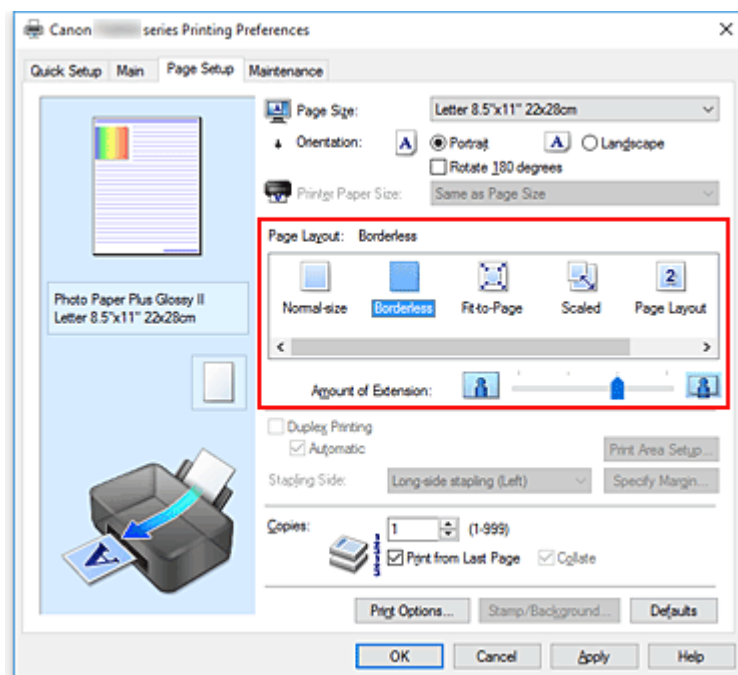 Canon series Printing Preferences
Quick Setup Main Page Setup Maintenance
Page Size: Letter 8.5"x11" 22x28cm
Orientation: A Portrait A Landscape
Rotate 180 degrees
Printer Paper Size: Same as Page Size
Page Layout: Borderless
2
Normal-size Borderless Fit-to-Page Scaled Page Layout
Photo Paper Plus Glossy II
Letter 8.5"x11" 22x28cm
Amount of Extension:
Duplex Printing
Automatic Print Area Setup...
Stapling Side: Long-side stapling (Left) Specify Margin...
Copies: 1 (1-999)
Print from Last Page Collate
A
Print Options... Stamp/Background... Defaults
OK Cancel Apply Help